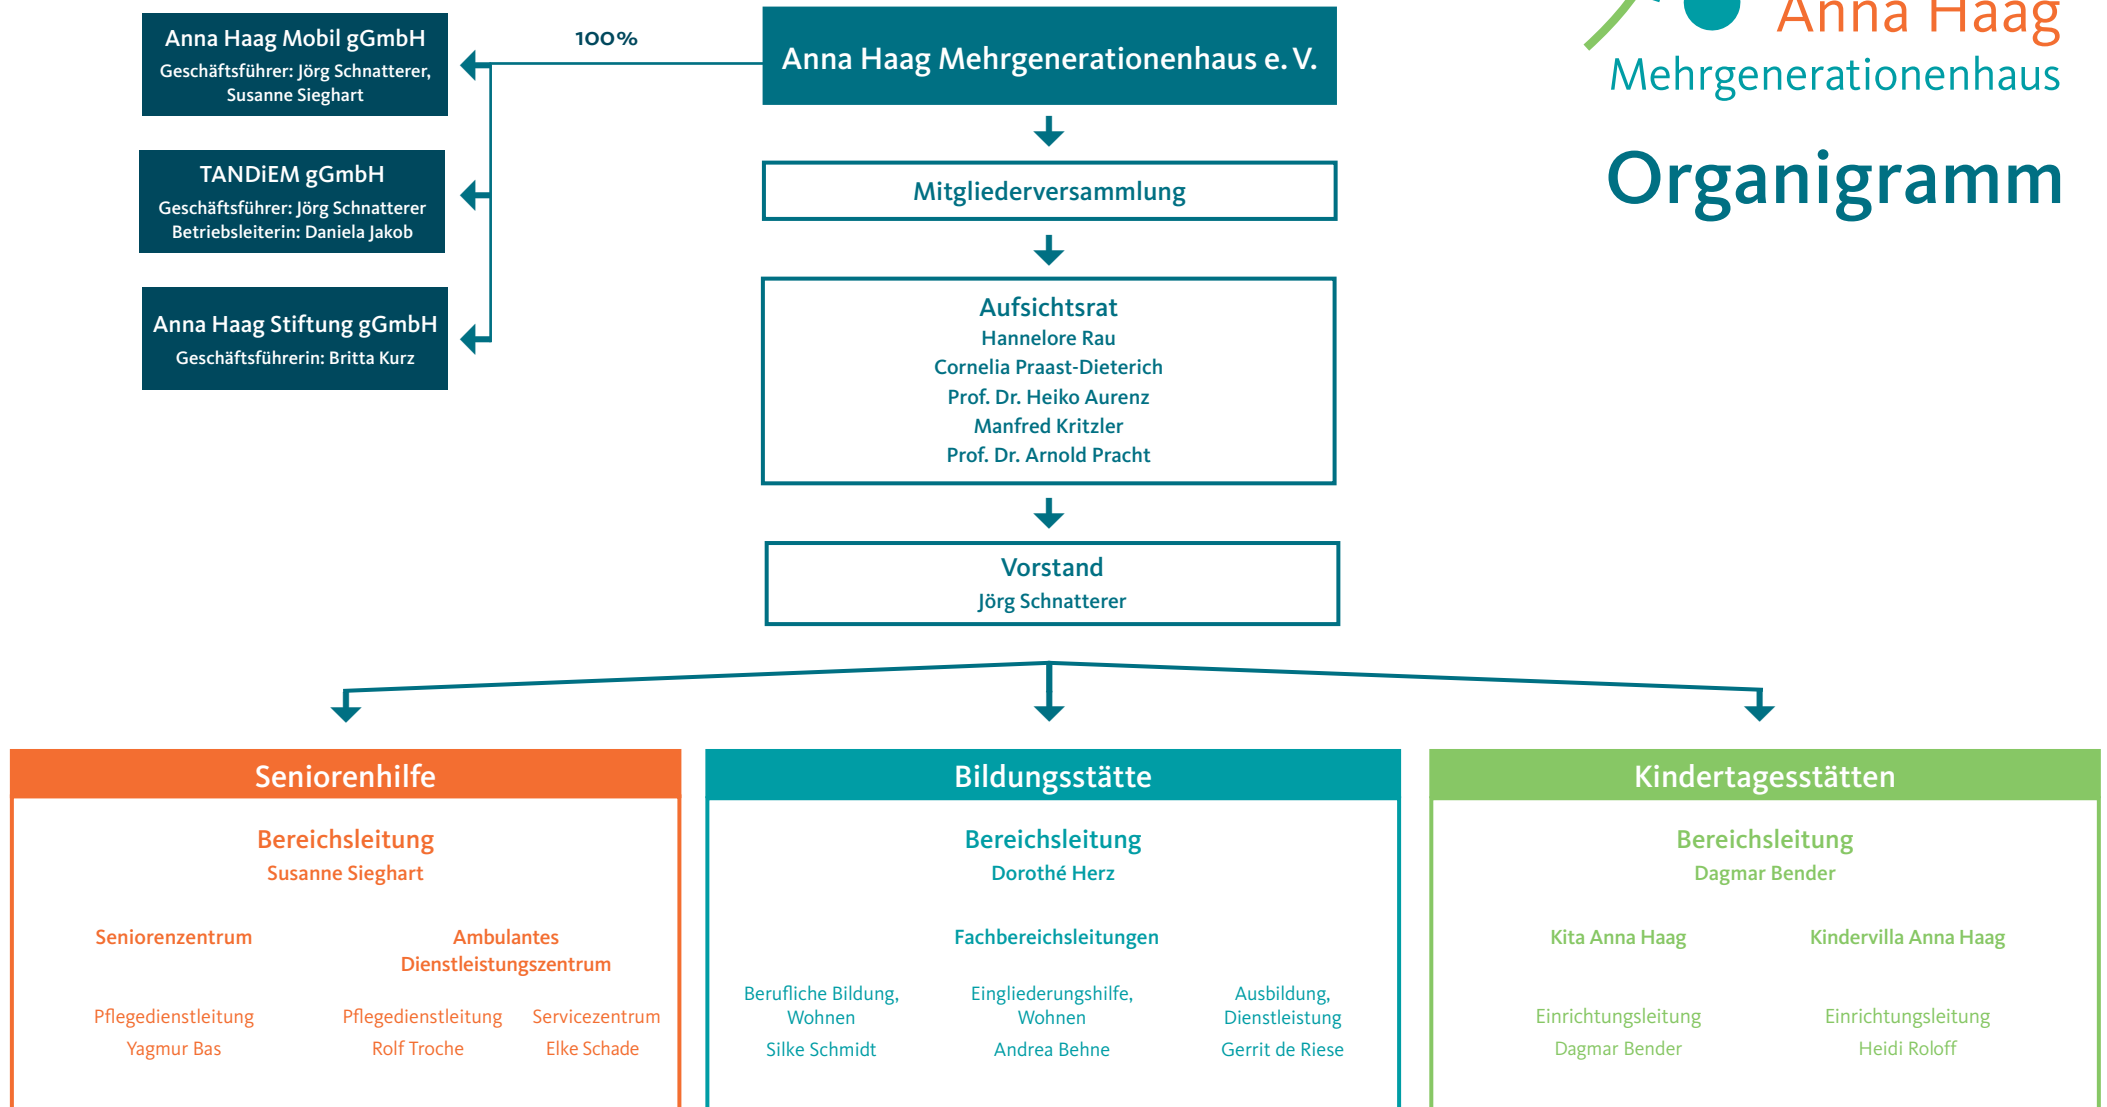 Anna Haag
Mehrgenerationenhaus
Organigramm
Anna Haag Mehrgenerationenhaus e. V.
100%
Anna Haag Mobil gGmbH
Geschäftsführer: Jörg Schnatterer,
Susanne Sieghart
TANDiEM gGmbH
Geschäftsführer: Jörg Schnatterer
Betriebsleiterin: Daniela Jakob
Anna Haag Stiftung gGmbH
Geschäftsführerin: Britta Kurz
Mitgliederversammlung
Aufsichtsrat
Hannelore Rau
Cornelia Praast-Dieterich
Prof. Dr. Heiko Aurenz
Manfred Kritzler
Prof. Dr. Arnold Pracht
Vorstand
Jörg Schnatterer
Seniorenhilfe
Bereichsleitung
Susanne Sieghart
Seniorenzentrum
Pflegedienstleitung
Yagmur Bas
Ambulantes
Dienstleistungszentrum
Pflegedienstleitung
Rolf Troche
Servicezentrum
Elke Schade
Bildungsstätte
Bereichsleitung
Dorothé Herz
Fachbereichsleitungen
Berufliche Bildung,
Wohnen
Silke Schmidt
Eingliederungshilfe,
Wohnen
Andrea Behne
Ausbildung,
Dienstleistung
Gerrit de Riese
Kindertagesstätten
Bereichsleitung
Dagmar Bender
Kita Anna Haag
Einrichtungsleitung
Dagmar Bender
Kindervilla Anna Haag
Einrichtungsleitung
Heidi Roloff